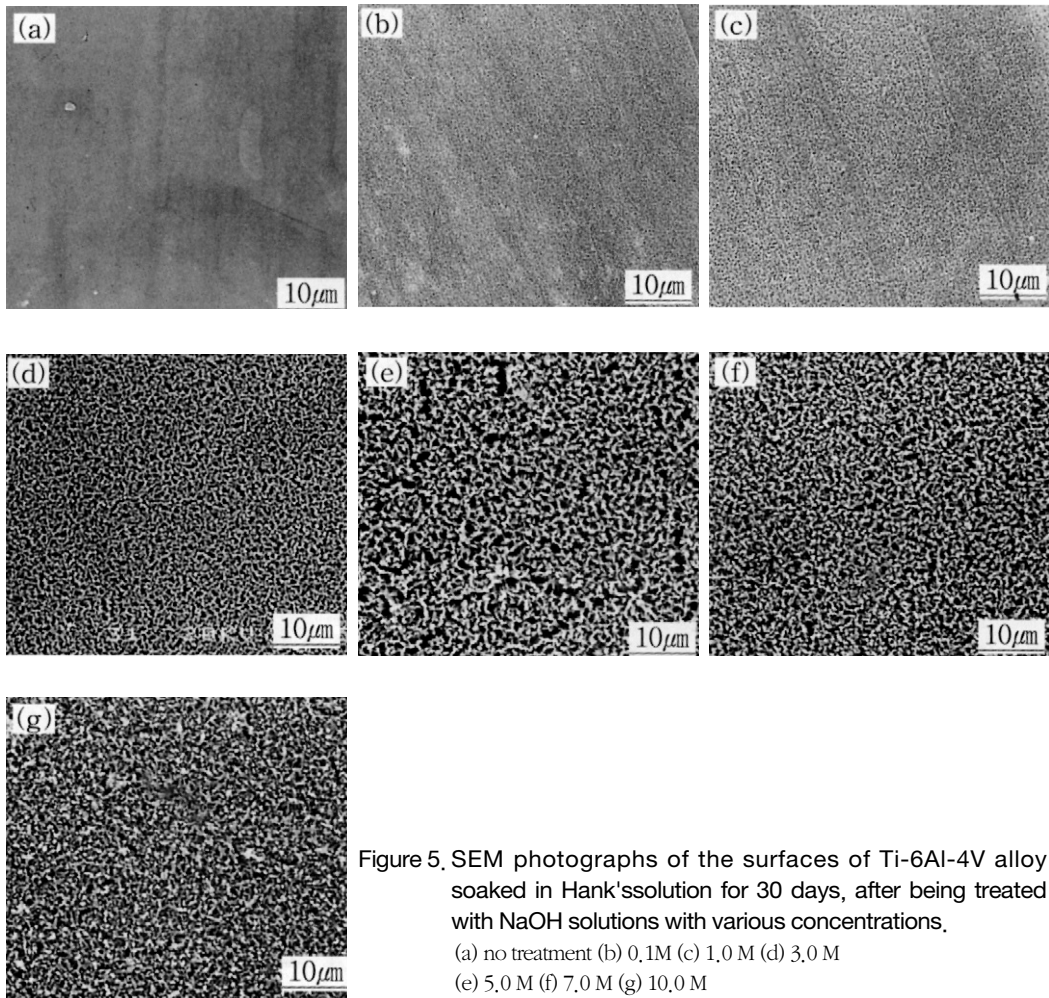 (a)
10μm
(b)
10μm
(c)
10μm
(d)
10μm
(e)
10μm
(f)
10μm
(g)
10μm
Figure 5. SEM photographs of the surfaces of Ti-6Al-4V alloy
soaked in Hank'ssolution for 30 days, after being treated
with NaOH solutions with various concentrations.
(a) no treatment (b) 0.1M (c) 1.0 M (d) 3.0 M
(e) 5.0 M (f) 7.0 M (g) 10.0 M